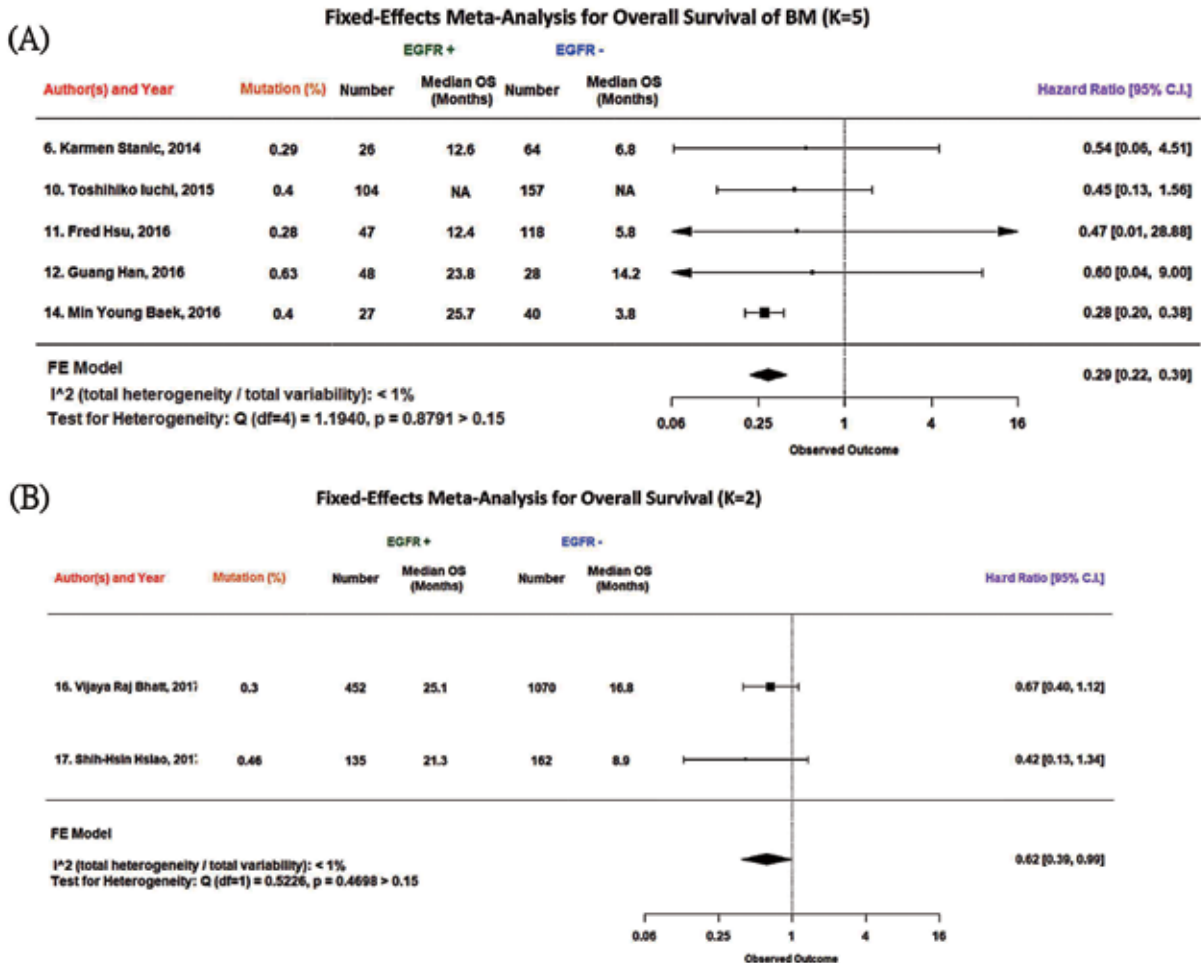 (A)
Fixed-Effects Meta-Analysis for Overall Survival of BM (K=5)
EGFR + EGFR -
Author(s) and Year Mutation (%) Number Median OS (Months) Number Median OS (Months) Hazard Ratio [95% C.I.]
6. Karmen Stanic, 2014 0.29 26 12.6 64 6.8 0.54 [0.06, 4.51]
10. Toshihiko Iuchi, 2015 0.4 104 NA 157 NA 0.45 [0.13, 1.56]
11. Fred Hsu, 2016 0.28 47 12.4 118 5.8 0.47 [0.01, 28.88]
12. Guang Han, 2016 0.63 48 23.8 28 14.2 0.60 [0.04, 9.00]
14. Min Young Baek, 2016 0.4 27 25.7 40 3.8 0.28 [0.20, 0.38]
FE Model 0.29 [0.22, 0.39]
I^2 (total heterogeneity / total variability): < 1%
Test for Heterogeneity: Q (df=4) = 1.1940, p = 0.8791 > 0.15
0.06 0.25 1 4 16
Observed Outcome
(B)
Fixed-Effects Meta-Analysis for Overall Survival (K=2)
EGFR + EGFR -
Author(s) and Year Mutation (%) Number Median OS (Months) Number Median OS (Months) Hard Ratio [95% C.I.]
16. Vijaya Raj Bhatt, 2017 0.3 452 25.1 1070 16.8 0.67 [0.40, 1.12]
17. Shih-Hsin Hsiao, 2017 0.46 135 21.3 162 8.9 0.42 [0.13, 1.34]
FE Model 0.62 [0.39, 0.99]
I^2 (total heterogeneity / total variability): < 1%
Test for Heterogeneity: Q (df=1) = 0.5226, p = 0.4698 > 0.15
0.06 0.25 1 4 16
Observed Outcome